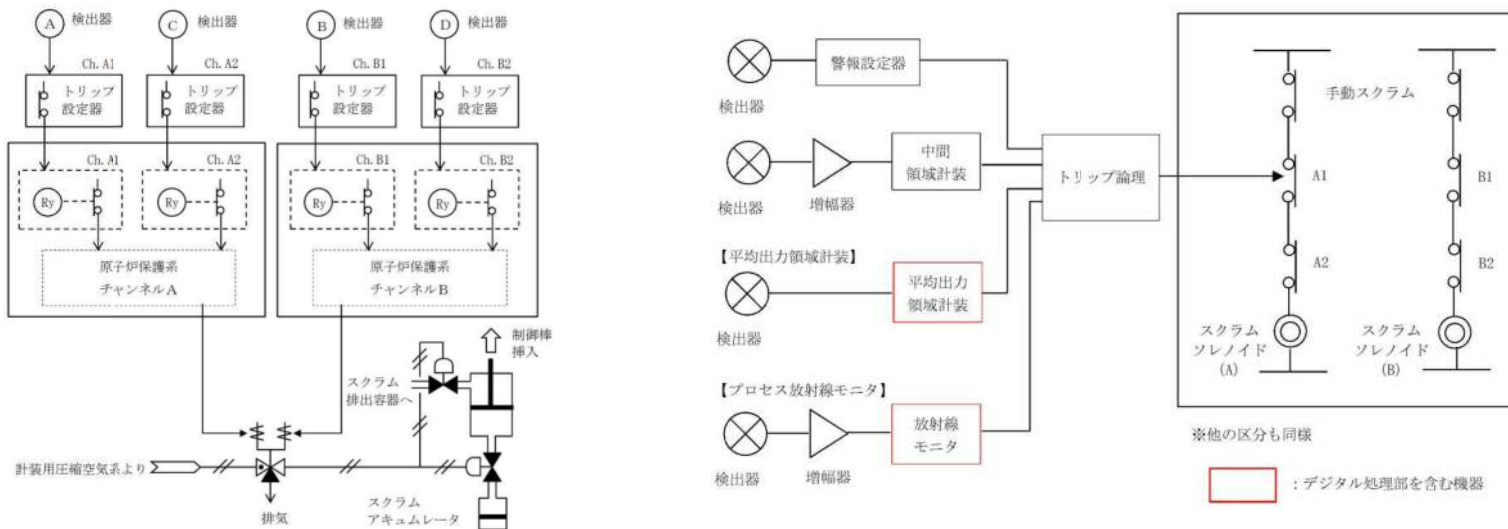 A 検出器
C 検出器
B 検出器
D 検出器
Ch. A1
Ch. A2
Ch. B1
Ch. B2
トリップ
設定器
トリップ
設定器
トリップ
設定器
トリップ
設定器
Ch. A1
Ch. A2
Ch. B1
Ch. B2
Ry
Ry
Ry
Ry
原子炉保護系
チャンネルA
原子炉保護系
チャンネルB
制御棒
挿入
スクラム
排出容器へ
計装用圧縮空気系より
排気
スクラム
アキュムレータ
検出器
警報設定器
検出器
増幅器
中間
領域計装
【平均出力領域計装】
検出器
平均出力
領域計装
【プロセス放射線モニタ】
検出器
増幅器
放射線
モニタ
トリップ論理
手動スクラム
A1
B1
A2
B2
スクラム
ソレノイド
(A)
スクラム
ソレノイド
(B)
※他の区分も同様
：デジタル処理部を含む機器